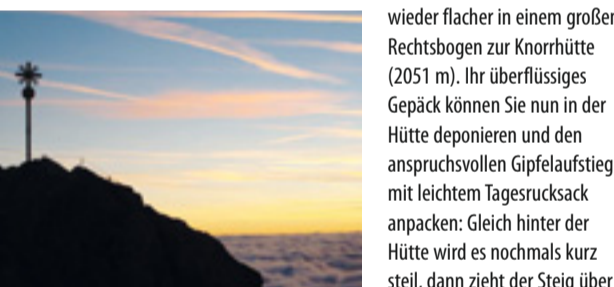 wieder flacher in einem großen
Rechtsbogen zur Knorrhütte
(2051 m). Ihr überflüssiges
Gepäck können Sie nun in der
Hütte deponieren und den
anspruchsvollen Gipfelaufstieg
mit leichtem Tagesrucksack
anpacken: Gleich hinter der
Hütte wird es nochmals kurz
steil, dann zieht der Steig über